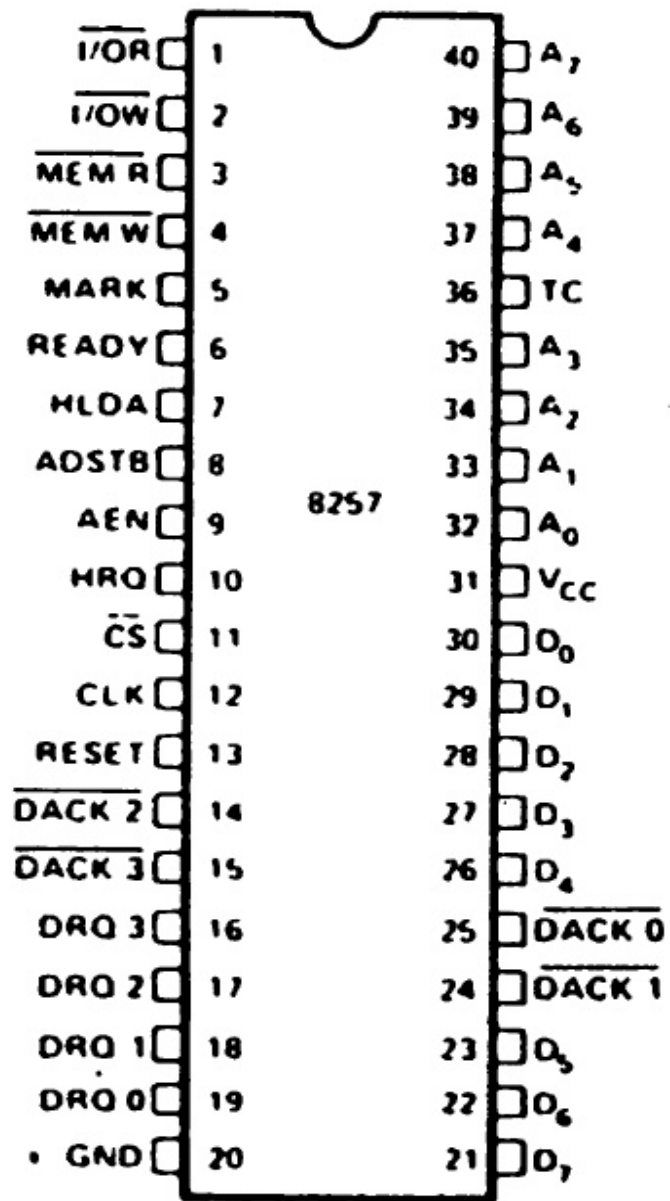 I/OR 1 40 A7
I/OW 2 39 A6
MEM R 3 38 A5
MEM W 4 37 A4
MARK 5 36 TC
READY 6 35 A3
HLDA 7 34 A2
ADSTB 8 33 A1
8257
AEN 9 32 A0
HRQ 10 31 VCC
CS 11 30 D0
CLK 12 29 D1
RESET 13 28 D2
DACK 2 14 27 D3
DACK 3 15 26 D4
DRQ 3 16 25 DACK 0
DRQ 2 17 24 DACK 1
DRQ 1 18 23 D5
DRQ 0 19 22 D6
GND 20 21 D7